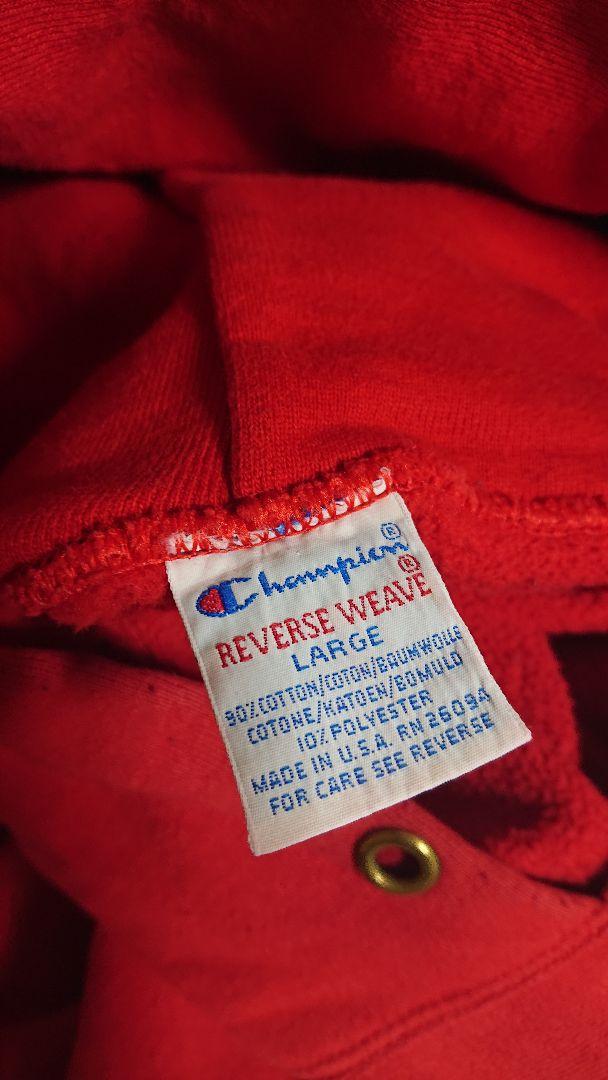 Champion®
REVERSE WEAVE®
LARGE
90% COTTON/COTON/BAUMWOLLE
COTONE/KATOEN/BOMULD
10% POLYESTER
MADE IN U.S.A. RN 26094
FOR CARE SEE REVERSE